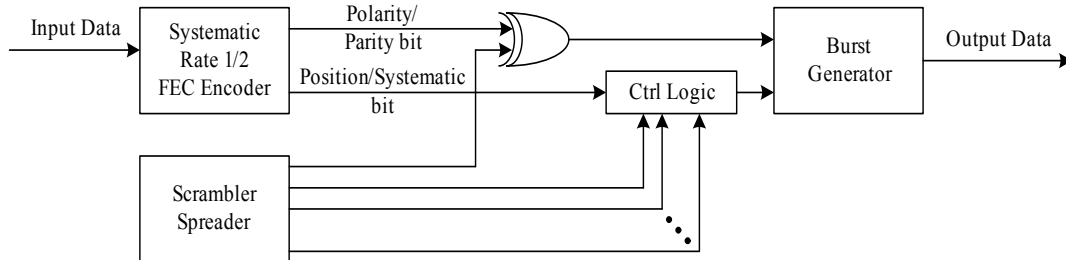 Input Data
Systematic
Rate 1/2
FEC Encoder
Polarity/
Parity bit
Position/Systematic
bit
Ctrl Logic
Burst
Generator
Output Data
Scrambler
Spreader